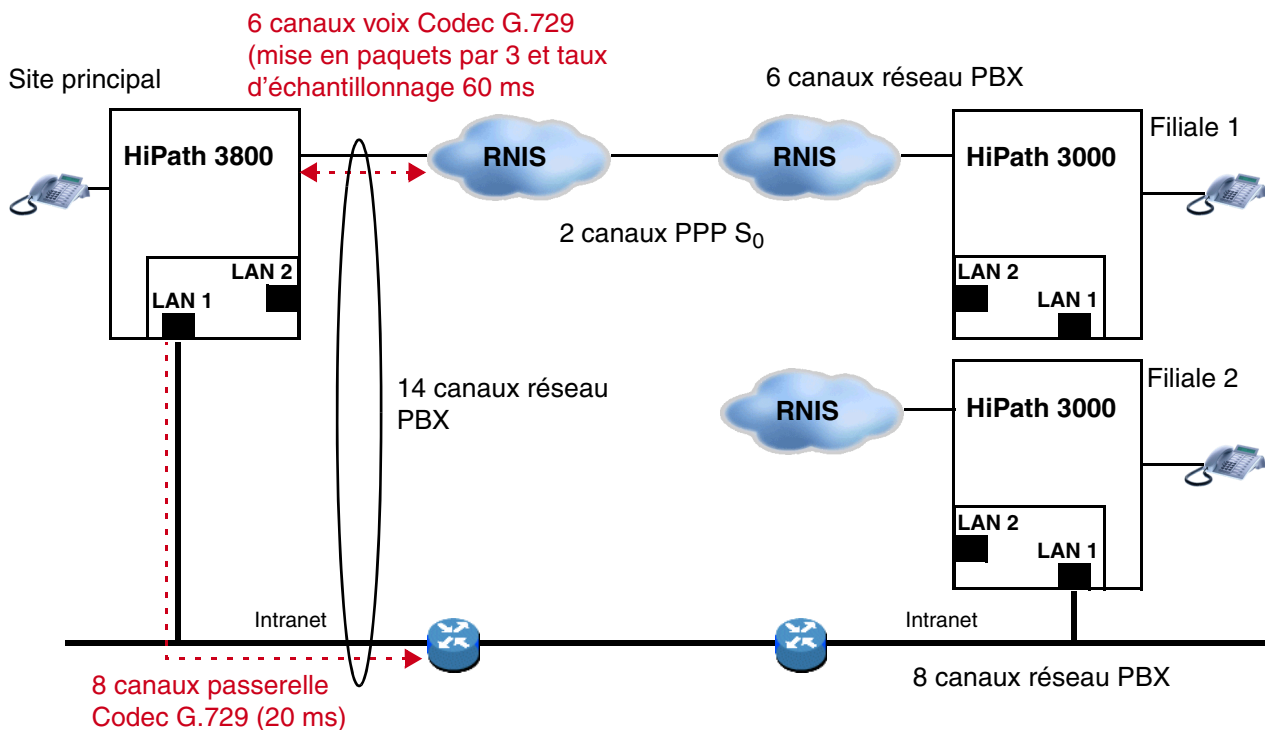 6 canaux voix Codec G.729
(mise en paquets par 3 et taux
d'échantillonnage 60 ms
Site principal
6 canaux réseau PBX
HiPath 3800
RNIS
RNIS
HiPath 3000
Filiale 1
2 canaux PPP S0
LAN 2
LAN 1
LAN 2
LAN 1
14 canaux réseau
PBX
RNIS
HiPath 3000
Filiale 2
LAN 2
LAN 1
Intranet
Intranet
8 canaux passerelle
Codec G.729 (20 ms)
8 canaux réseau PBX